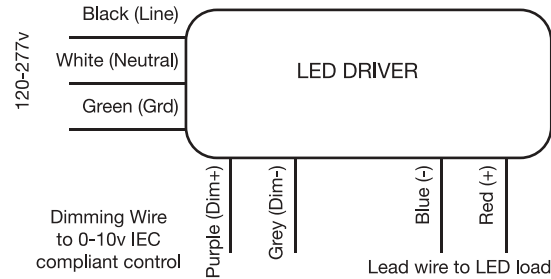 120-277v
Black (Line)
White (Neutral)
Green (Grd)
LED DRIVER
Purple (Dim+)
Grey (Dim-)
Blue (-)
Red (+)
Dimming Wire
to 0-10v IEC
compliant control
Lead wire to LED load